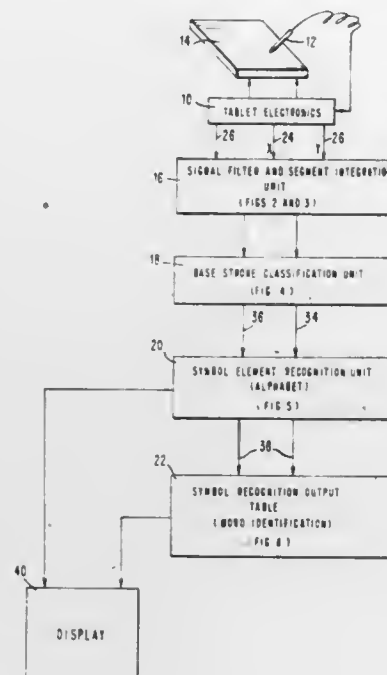 14
12
10
TABLET ELECTRONICS
26
24
26
X
Y
16
SIGNAL FILTER AND SEGMENT INTEGRATION
UNIT
(FIGS 2 AND 3)
18
BASE STROKE CLASSIFICATION UNIT
(FIG 4)
36
34
20
SYMBOL ELEMENT RECOGNITION UNIT
(ALPHABET)
(FIG 5)
38
22
SYMBOL RECOGNITION OUTPUT
TABLE
(WORD IDENTIFICATION)
(FIG 6)
40
DISPLAY